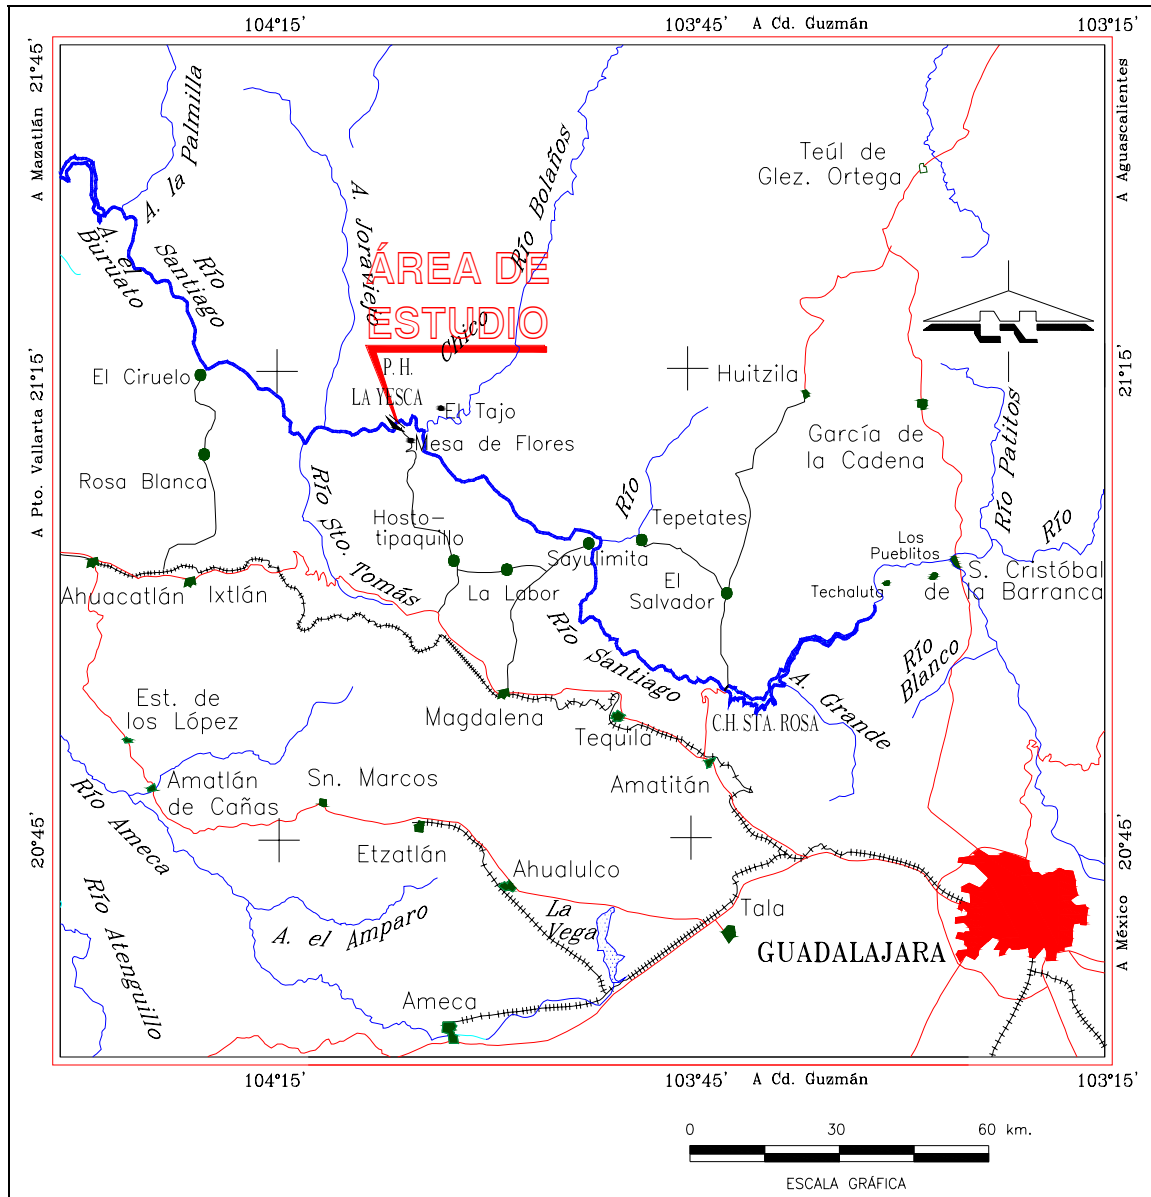 104°15'
103°45'
A Cd. Guzmán
103°15'
A Mazatlán 21°45'
A Aguascalientes
A. la Palmilla
A. Joraviejo
Río Bolaños
Teúl de
Glez. Ortega
A. el
Buruato
Río
Santiago
ÁREA DE
ESTUDIO
Chico
P. H.
LA YESCA
El Ciruelo
Huitzila
El Tajo
Mesa de Flores
García de
la Cadena
A Pto. Vallarta 21°15'
21°15'
Río Patitos
Rosa Blanca
Río Sto. Tomás
Hosto-
tipaquillo
Río
Tepetates
Sayulimita
Los
Pueblitos
Río
S. Cristóbal
de la Barranca
Techaluta
Ahuacatlán
Ixtlán
La Labor
El
Salvador
Río Santiago
Río
Blanco
A. Grande
Est. de
los López
Magdalena
Tequila
C.H. STA. ROSA
Amatitán
Amatlán
de Cañas
Sn. Marcos
Río Ameca
20°45'
A México 20°45'
Etzatlán
Ahualulco
Río Atenguillo
A. el Amparo
La
Vega
Tala
GUADALAJARA
Ameca
104°15'
103°45'
A Cd. Guzmán
103°15'
0
30
60 km.
ESCALA GRÁFICA